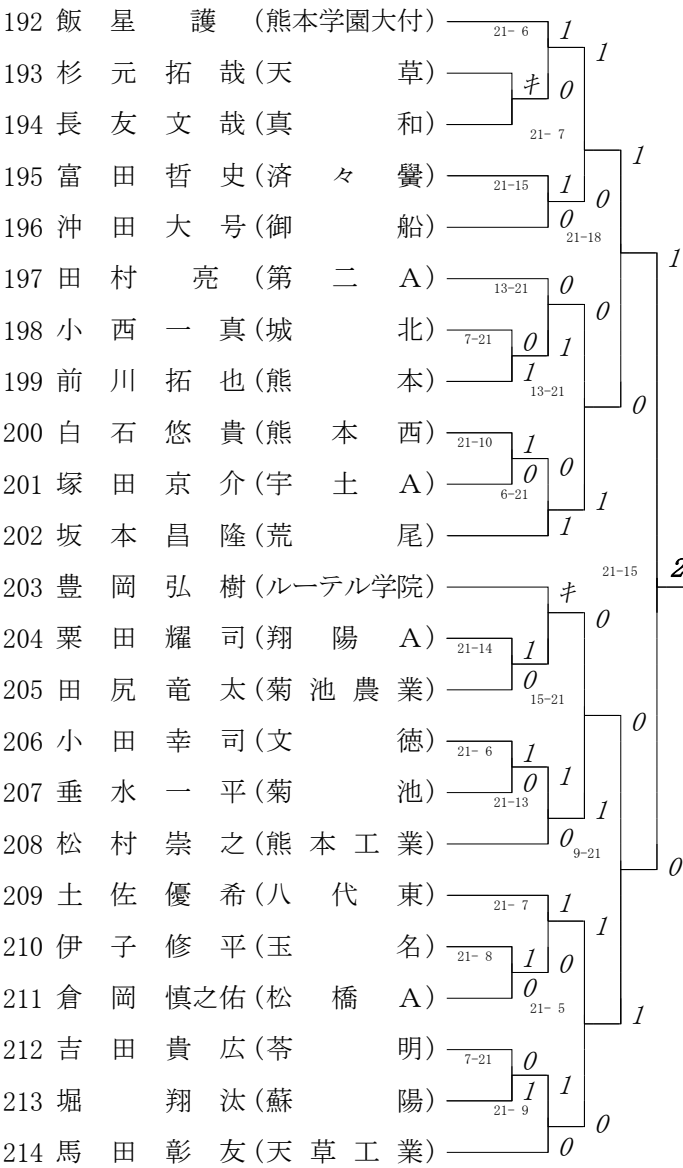 192 飯 星 護 (熊本学園大付) 21- 6 1
1
193 杉 元 拓 哉 (天 草) キ 0
194 長 友 文 哉 (真 和) 21- 7
1
195 富 田 哲 史 (済 々 黌) 21-15 1 0
196 沖 田 大 号 (御 船) 0 21-18
1
197 田 村 亮 (第 二 A) 13-21 0 0
198 小 西 一 真 (城 北) 7-21 0 1
199 前 川 拓 也 (熊 本) 1 13-21
0
200 白 石 悠 貴 (熊 本 西) 21-10 1 0
201 塚 田 京 介 (宇 土 A) 0 6-21 1
202 坂 本 昌 隆 (荒 尾) 1
21-15 2
203 豊 岡 弘 樹 (ルーテル学院) キ 0
204 粟 田 耀 司 (翔 陽 A) 21-14 1
205 田 尻 竜 太 (菊 池 農 業) 0 15-21
0
206 小 田 幸 司 (文 徳) 21- 6 1 1
207 垂 水 一 平 (菊 池) 0 21-13 1
208 松 村 崇 之 (熊 本 工 業) 0 9-21
0
209 土 佐 優 希 (八 代 東) 21- 7 1 1
210 伊 子 修 平 (玉 名) 21- 8 1 0
211 倉 岡 慎之佑 (松 橋 A) 0 21- 5
1
212 吉 田 貴 広 (苓 明) 7-21 0
213 堀 翔 汰 (蘇 陽) 1 21- 9 1
0
214 馬 田 彰 友 (天 草 工 業) 0